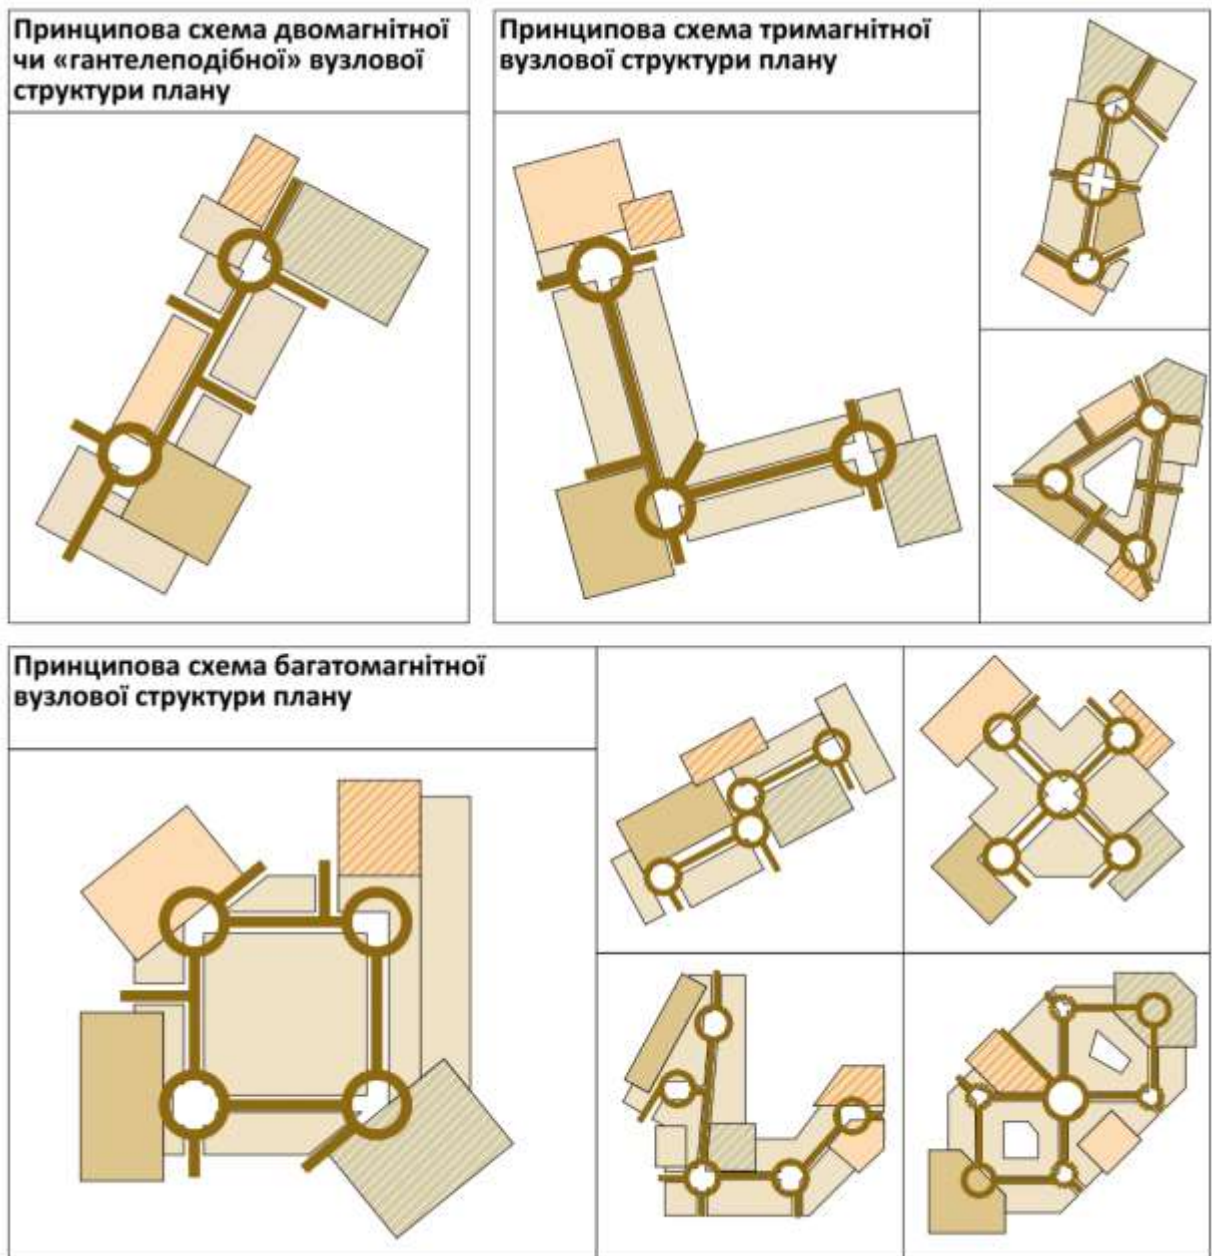 Принципова схема двомагнітної
чи «гантелеподібної» вузлової
структури плану
Принципова схема тримагнітної
вузлової структури плану
Принципова схема багатомагнітної
вузлової структури плану